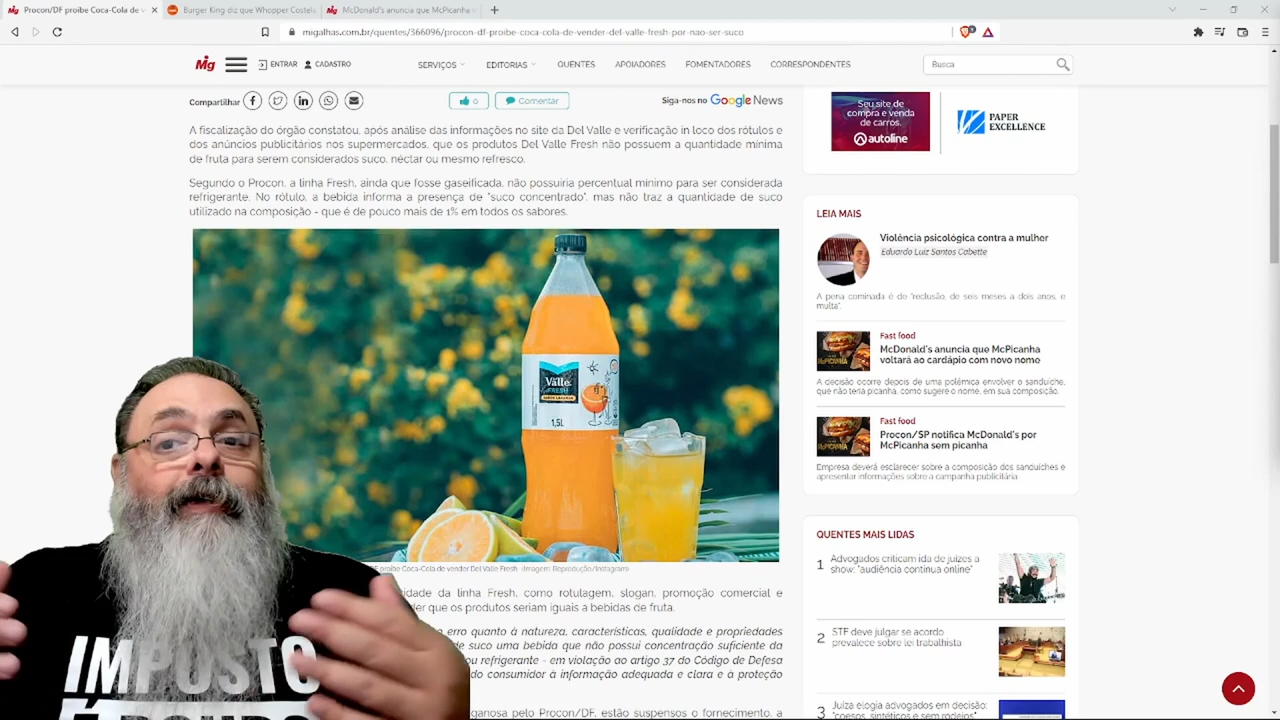 Procon/DF proíbe Coca-Cola de v
Burger King diz que Whopper Costela
McDonald's anuncia que McPicanha v
migalhas.com.br/quentes/366096/procon-df-proibe-coca-cola-de-vender-del-valle-fresh-por-nao-ser-suco
Mig
ENTRAR
CADASTRO
SERVIÇOS
EDITORIAS
QUENTES
APOIADORES
FOMENTADORES
CORRESPONDENTES
Busca
Compartilhar
0
Comentar
Siga-nos no Google News
A fiscalização do órgão constatou, após análise das informações no site da Del Valle e verificação in loco dos rótulos e
dos anúncios publicitários nos supermercados, que os produtos Del Valle Fresh não possuem a quantidade mínima
de fruta para serem considerados suco, néctar ou mesmo refresco.
Segundo o Procon, a linha Fresh, ainda que fosse gaseificada, não possuiria percentual mínimo para ser considerada
refrigerante. No rótulo, a bebida informa a presença de "suco concentrado", mas não traz a quantidade de suco
utilizado na composição - que é de pouco mais de 1% em todos os sabores.
Valle
FRESH
SABOR LARANJA
1,5L
DF proíbe Coca-Cola de vender Del Valle Fresh (Imagem: Reprodução/Instagram)
idade da linha Fresh, como rotulagem, slogan, promoção comercial e
der que os produtos seriam iguais a bebidas de fruta.
erro quanto à natureza, características, qualidade e propriedades
de suco uma bebida que não possui concentração suficiente da
ou refrigerante - em violação ao artigo 37 do Código de Defesa
do consumidor à informação adequada e clara e à proteção
ganosa pelo Procon/DF, estão suspensos o fornecimento, a
IMPOSTO
Seu site de
compra e venda
de carros.
autoline
PAPER
EXCELLENCE
LEIA MAIS
Violência psicológica contra a mulher
Eduardo Luiz Santos Cabette
A pena cominada é de "reclusão, de seis meses a dois anos, e
multa".
Fast food
McDonald's anuncia que McPicanha
voltará ao cardápio com novo nome
A decisão ocorre depois de uma polêmica envolver o sanduíche,
que não teria picanha, como sugere o nome, em sua composição.
Fast food
Procon/SP notifica McDonald's por
McPicanha sem picanha
Empresa deverá esclarecer sobre a composição dos sanduíches e
apresentar informações sobre a campanha publicitária
QUENTES MAIS LIDAS
1 Advogados criticam ida de juízes a
show: "audiência continua online"
2 STF deve julgar se acordo
prevalece sobre lei trabalhista
3 Juíza elogia advogados em decisão:
"coesos, sintéticos e sem rodeios"